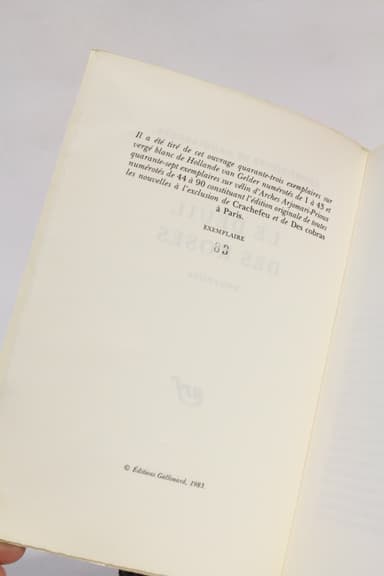 Il a été tiré de cet ouvrage quarante-trois exemplaires sur
vergé blanc de Hollande van Gelder numérotés de 1 à 43 et
quarante-sept exemplaires sur vélin d'Arches Arjomari-Prioux
numérotés de 44 à 90 constituant l'édition originale de toutes
les nouvelles à l'exclusion de Crachefeu et de Des cobras
à Paris.
EXEMPLAIRE
63
© Éditions Gallimard, 1983.